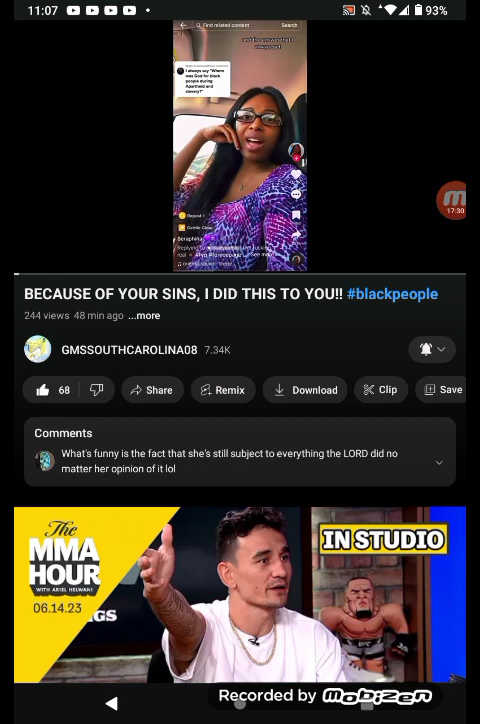 11:07
93%
Find related content
Search
I always say "Where
was God for black
people during
Apartheid and
slavery?"
Repost
Seraphina
17:30
BECAUSE OF YOUR SINS, I DID THIS TO YOU!! #blackpeople
244 views 48 min ago ...more
GMSSOUTHCAROLINA08 7.34K
68
Share
Remix
Download
Clip
Save
Comments
What's funny is the fact that she's still subject to everything the LORD did no
matter her opinion of it lol
The
MMA
HOUR
WITH ARIEL HELWANI
06.14.23
IN STUDIO
Recorded by mobizen